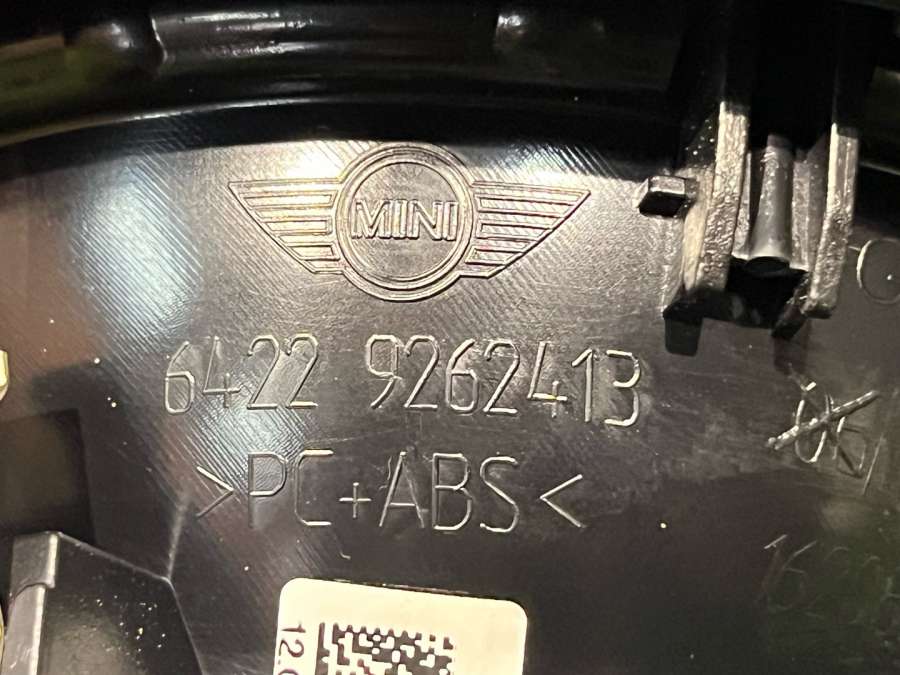 MINI
6422 9262413
>PC+ABS<